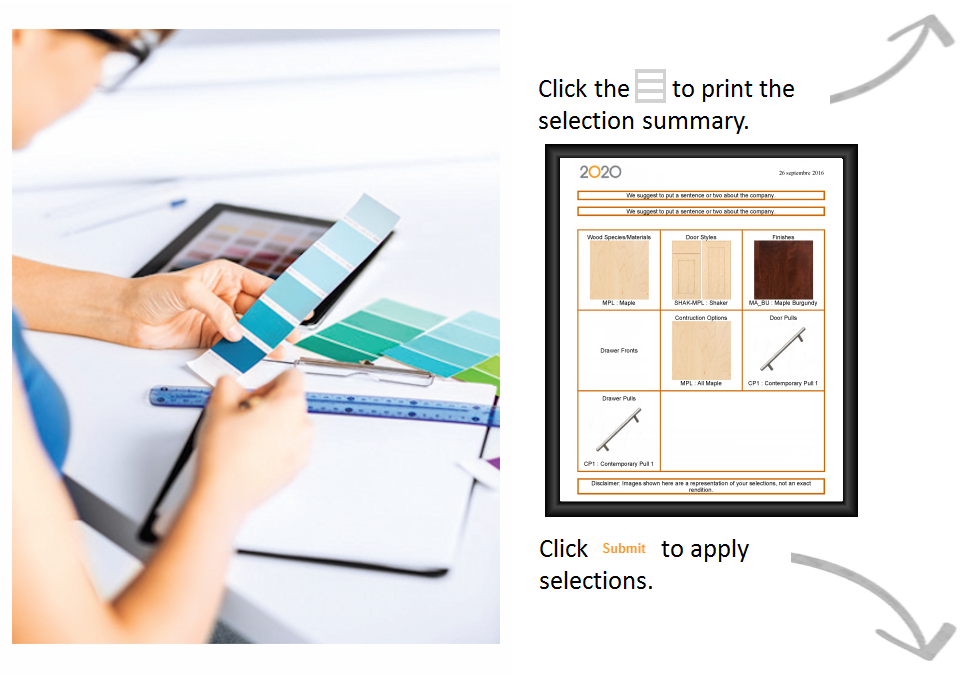 Click the to print the
selection summary.
2020
26 septembre 2016
We suggest to put a sentence or two about the company.
We suggest to put a sentence or two about the company.
Wood Species/Materials
Door Styles
Finishes
MPL : Maple
SHAK-MPL : Shaker
MA_BU : Maple Burgundy
Drawer Fronts
Contruction Options
Door Pulls
MPL : All Maple
CP1 : Contemporary Pull 1
Drawer Pulls
CP1 : Contemporary Pull 1
Disclaimer: Images shown here are a representation of your selections, not an exact
rendition.
Click Submit to apply
selections.